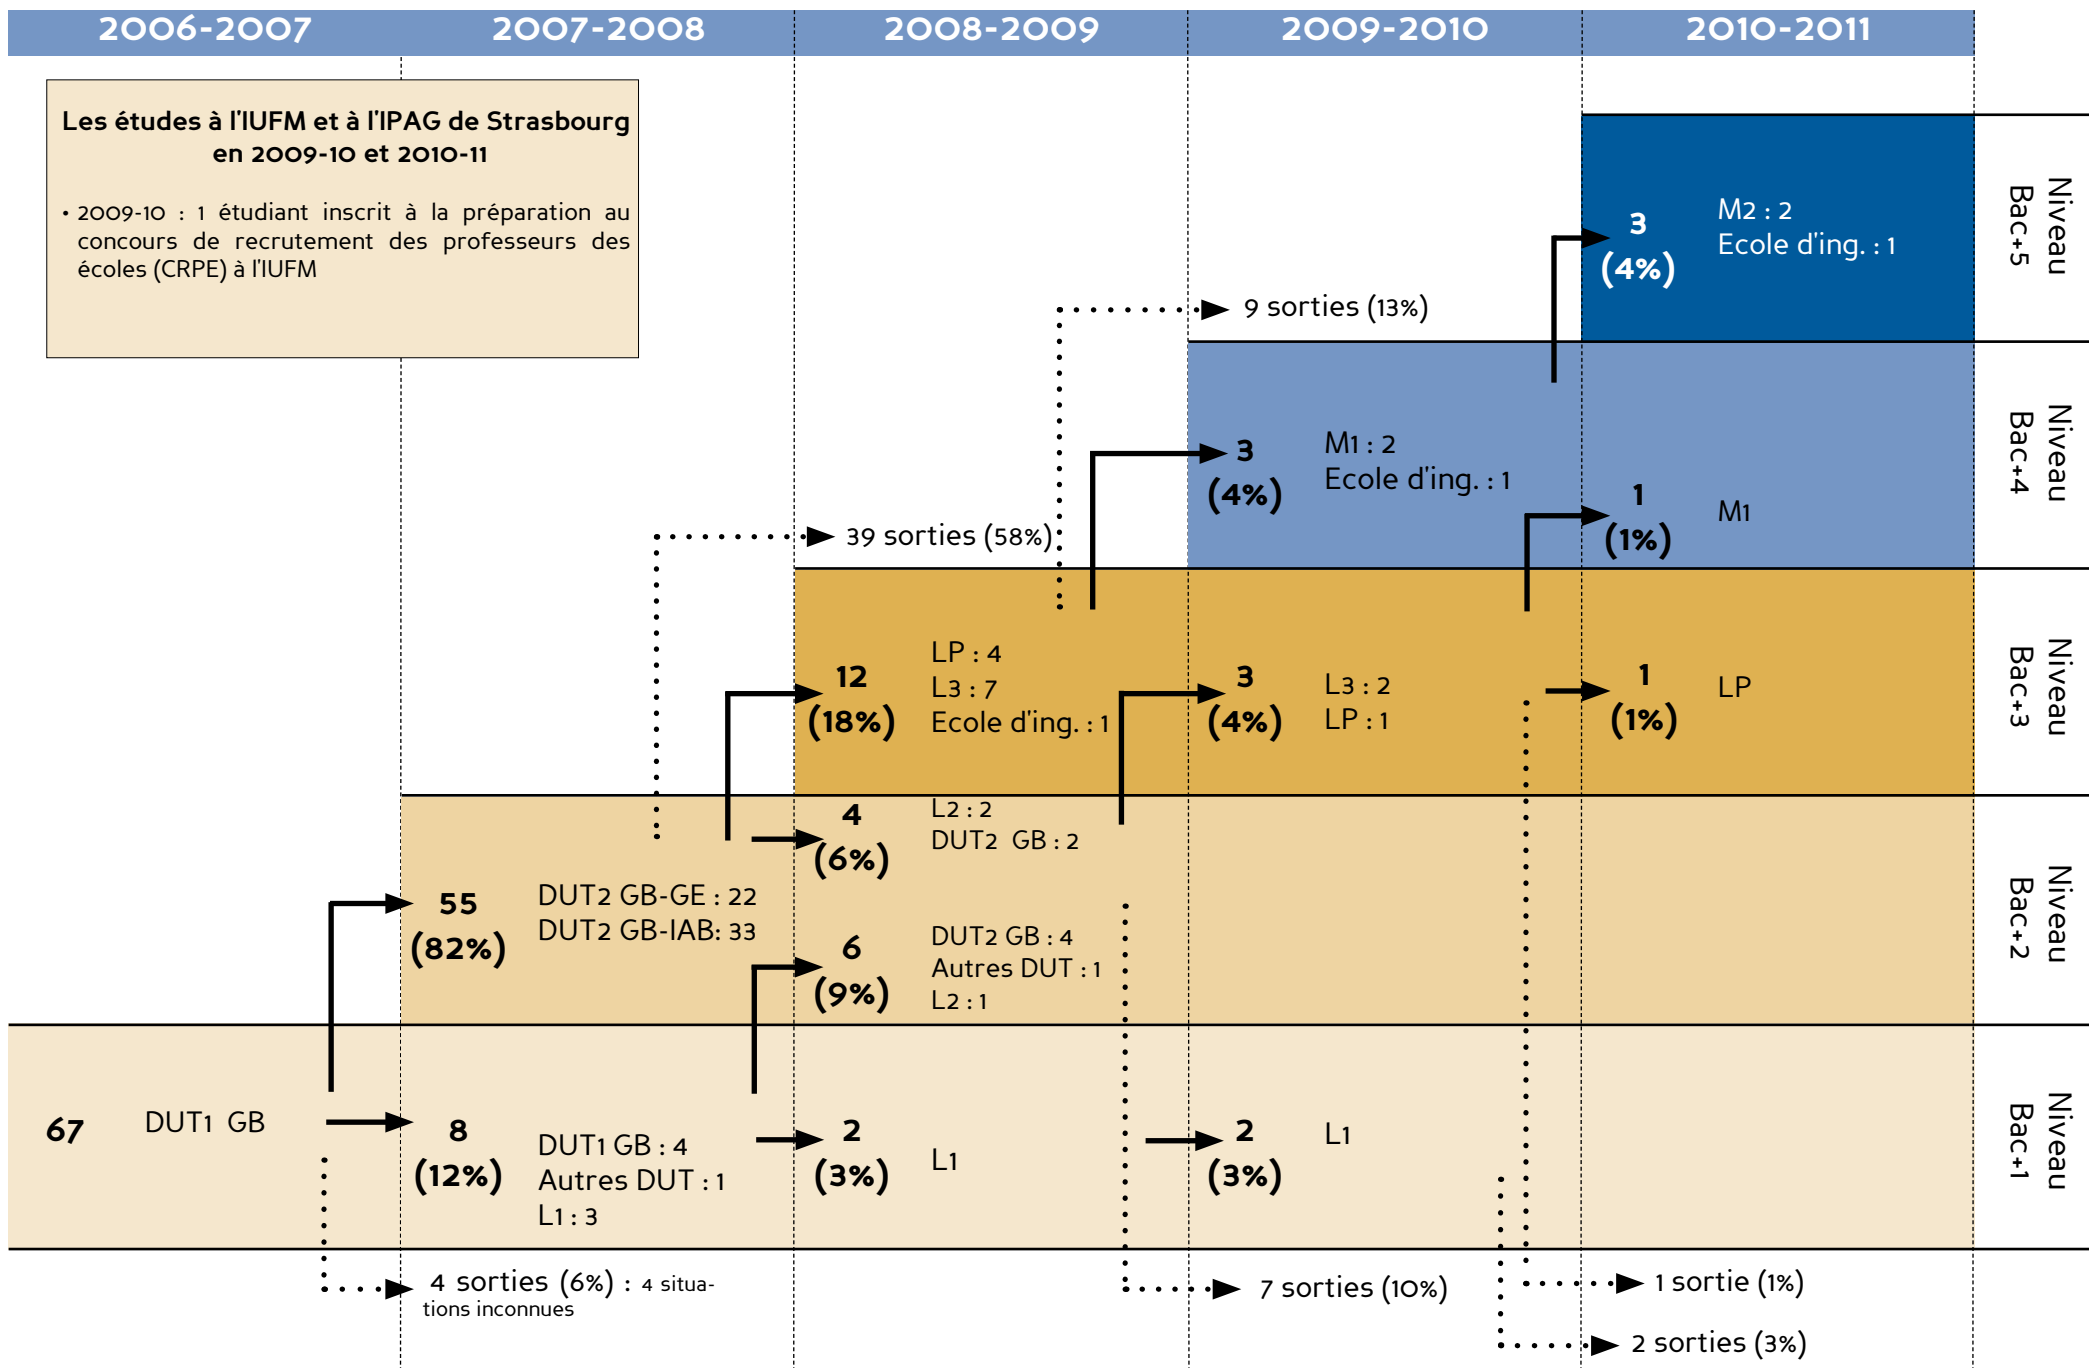 2006-2007
2007-2008
2008-2009
2009-2010
2010-2011
Les études à l'IUFM et à l'IPAG de Strasbourg
en 2009-10 et 2010-11
• 2009-10 : 1 étudiant inscrit à la préparation au
concours de recrutement des professeurs des
écoles (CRPE) à l'IUFM
3
(4%)
M2 : 2
Ecole d'ing. : 1
Niveau
Bac+5
9 sorties (13%)
3
(4%)
M1 : 2
Ecole d'ing. : 1
1
(1%)
M1
Niveau
Bac+4
39 sorties (58%)
12
(18%)
LP : 4
L3 : 7
Ecole d'ing. : 1
3
(4%)
L3 : 2
LP : 1
1
(1%)
LP
Niveau
Bac+3
55
(82%)
DUT2 GB-GE : 22
DUT2 GB-IAB: 33
4
(6%)
L2 : 2
DUT2 GB : 2
6
(9%)
DUT2 GB : 4
Autres DUT : 1
L2 : 1
Niveau
Bac+2
67
DUT1 GB
8
(12%)
DUT1 GB : 4
Autres DUT : 1
L1 : 3
2
(3%)
L1
2
(3%)
L1
Niveau
Bac+1
4 sorties (6%) : 4 situa-
tions inconnues
7 sorties (10%)
1 sortie (1%)
2 sorties (3%)